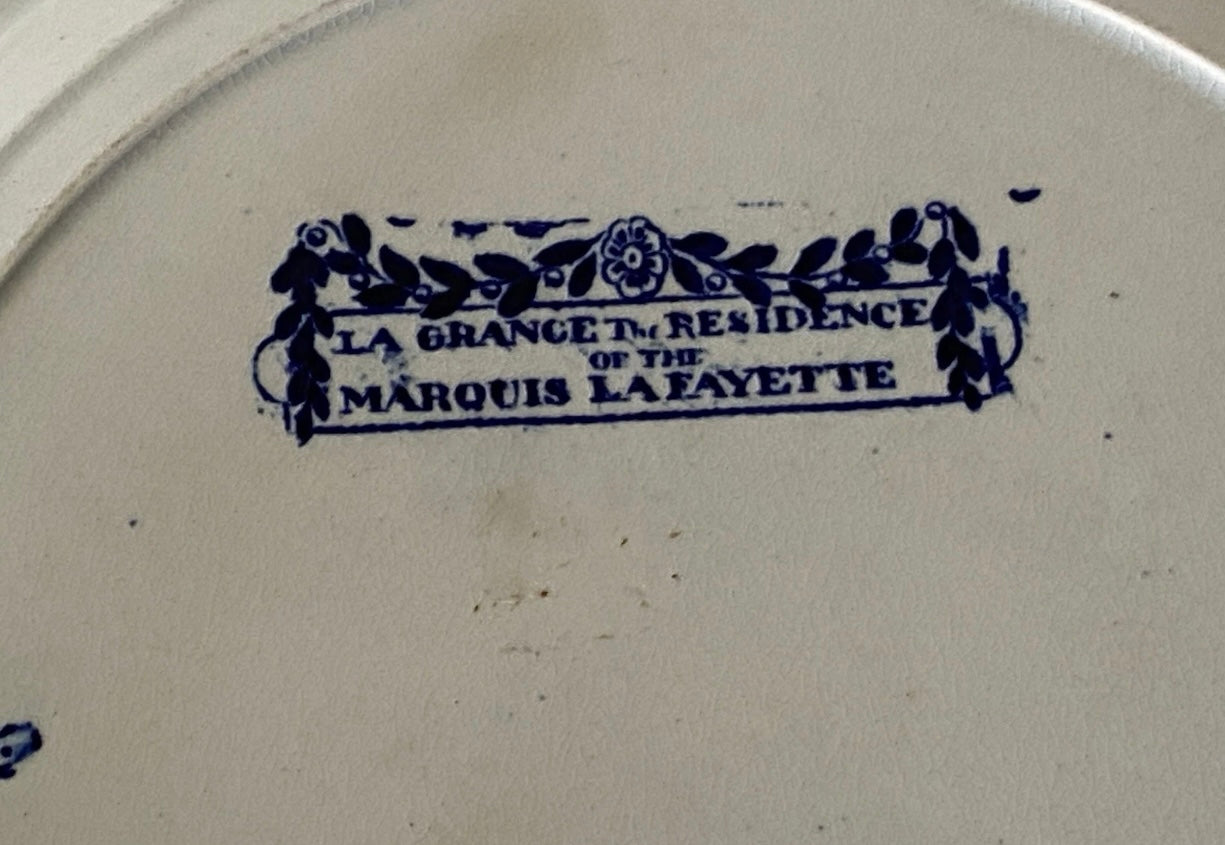 LA GRANGE The RESIDENCE
OF THE
MARQUIS LAFAYETTE